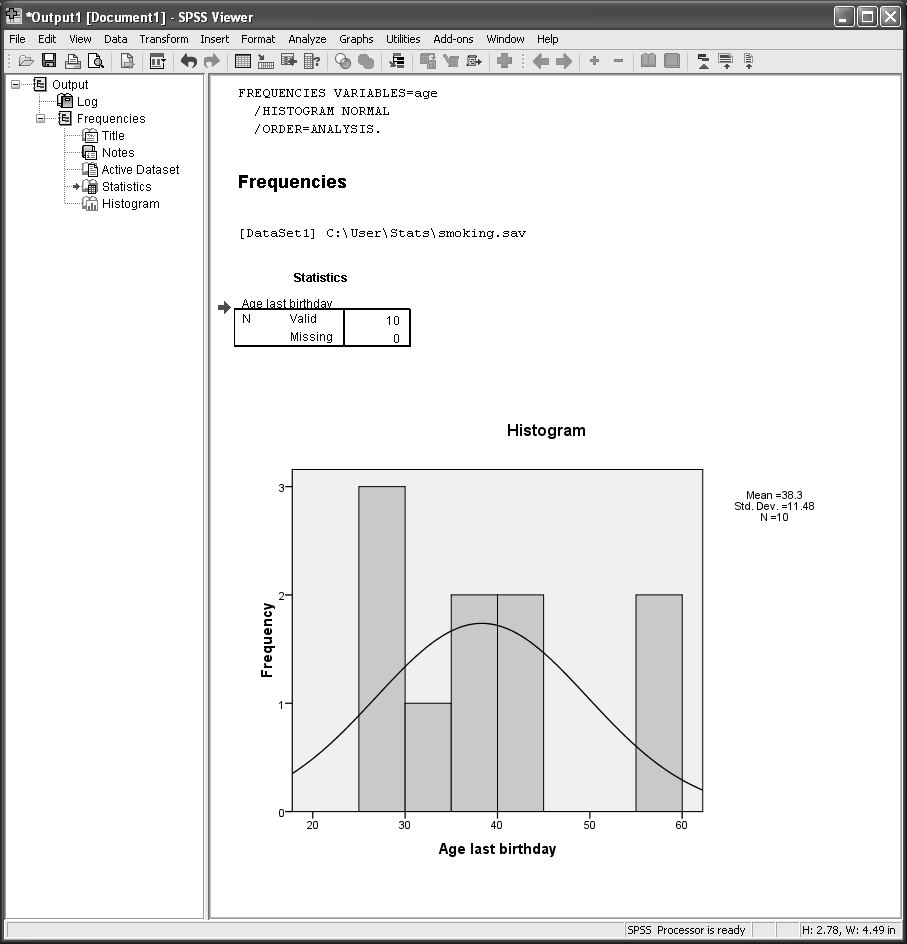 *Output1 [Document1] - SPSS Viewer
File Edit View Data Transform Insert Format Analyze Graphs Utilities Add-ons Window Help
Output
Log
Frequencies
Title
Notes
Active Dataset
Statistics
Histogram
FREQUENCIES VARIABLES=age
/HISTOGRAM NORMAL
/ORDER=ANALYSIS.
Frequencies
[DataSet1] C:\User\Stats\smoking.sav
Statistics
Age last birthday
N Valid 10
Missing 0
Histogram
Mean =38.3
Std. Dev. =11.48
N =10
3
2
1
0
Frequency
20 30 40 50 60
Age last birthday
SPSS Processor is ready H: 2.78, W: 4.49 in